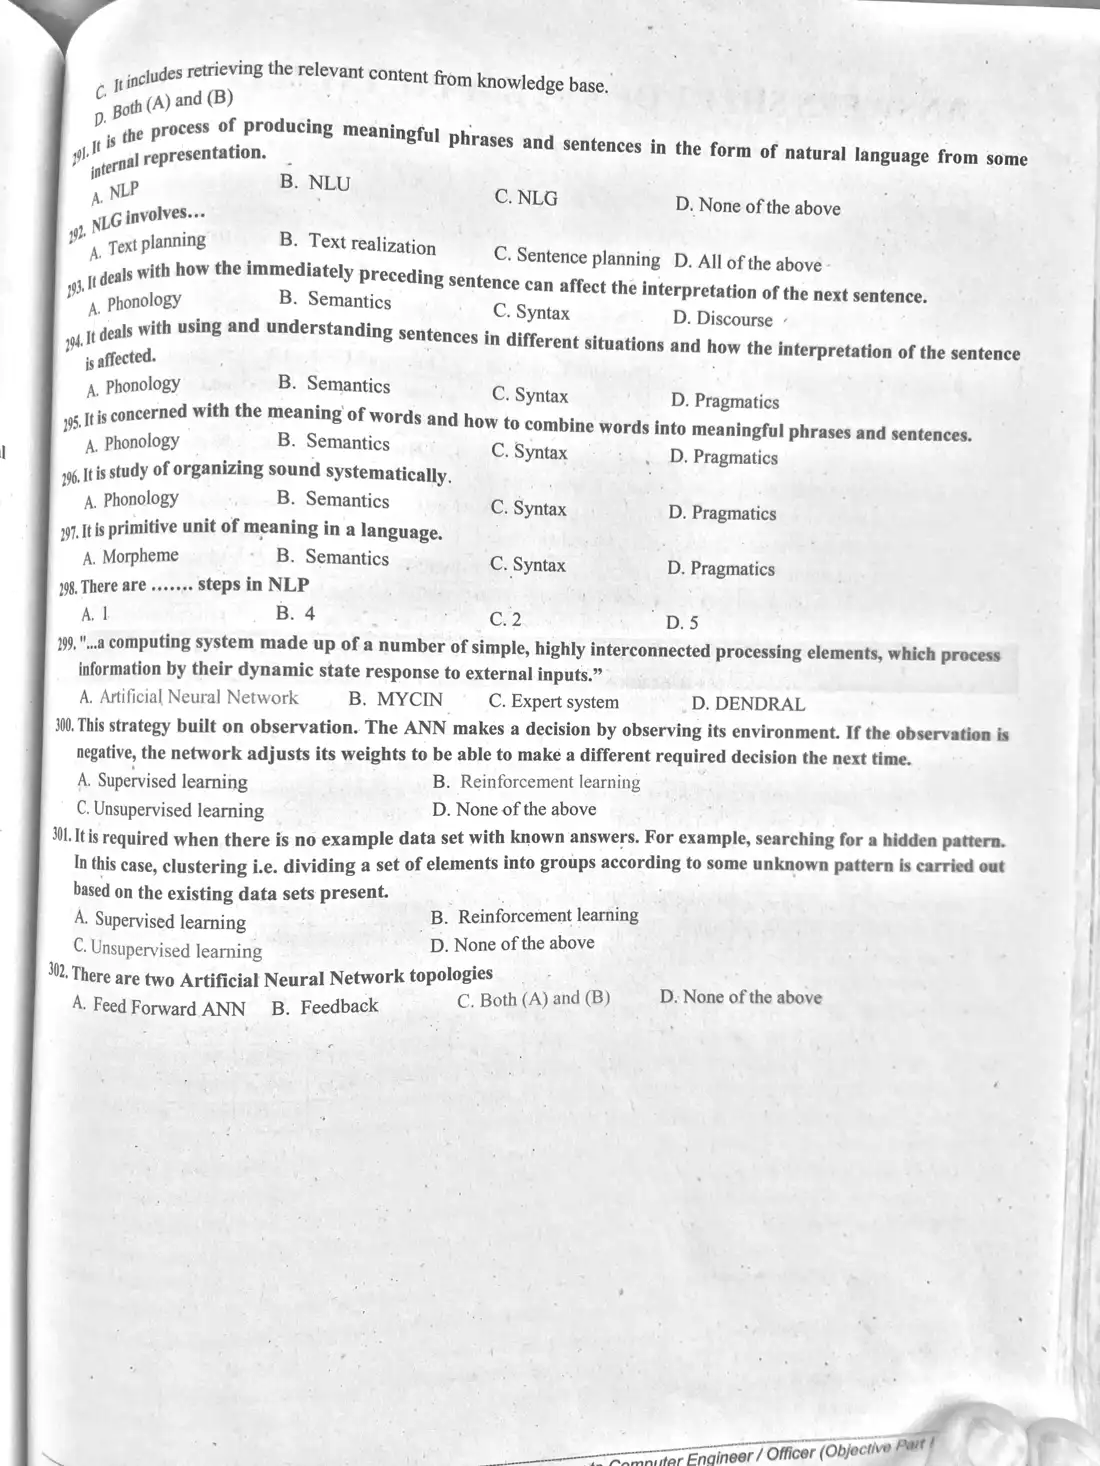 C. It includes retrieving the relevant content from knowledge base.
D. Both (A) and (B)
291. It is the process of producing meaningful phrases and sentences in the form of natural language from some
internal representation.
A. NLP B. NLU C. NLG D. None of the above
292. NLG involves...
A. Text planning B. Text realization C. Sentence planning D. All of the above
293. It deals with how the immediately preceding sentence can affect the interpretation of the next sentence.
A. Phonology B. Semantics C. Syntax D. Discourse
294. It deals with using and understanding sentences in different situations and how the interpretation of the sentence
is affected.
A. Phonology B. Semantics C. Syntax D. Pragmatics
295. It is concerned with the meaning of words and how to combine words into meaningful phrases and sentences.
A. Phonology B. Semantics C. Syntax D. Pragmatics
296. It is study of organizing sound systematically.
A. Phonology B. Semantics C. Syntax D. Pragmatics
297. It is primitive unit of meaning in a language.
A. Morpheme B. Semantics C. Syntax D. Pragmatics
298. There are ....... steps in NLP
A. 1 B. 4 C. 2 D. 5
299. "...a computing system made up of a number of simple, highly interconnected processing elements, which process
information by their dynamic state response to external inputs.”
A. Artificial Neural Network B. MYCIN C. Expert system D. DENDRAL
300. This strategy built on observation. The ANN makes a decision by observing its environment. If the observation is
negative, the network adjusts its weights to be able to make a different required decision the next time.
A. Supervised learning B. Reinforcement learning
C. Unsupervised learning D. None of the above
301. It is required when there is no example data set with known answers. For example, searching for a hidden pattern.
In this case, clustering i.e. dividing a set of elements into groups according to some unknown pattern is carried out
based on the existing data sets present.
A. Supervised learning B. Reinforcement learning
C. Unsupervised learning D. None of the above
302. There are two Artificial Neural Network topologies
A. Feed Forward ANN B. Feedback C. Both (A) and (B) D. None of the above
Computer Engineer / Officer (Objective Part